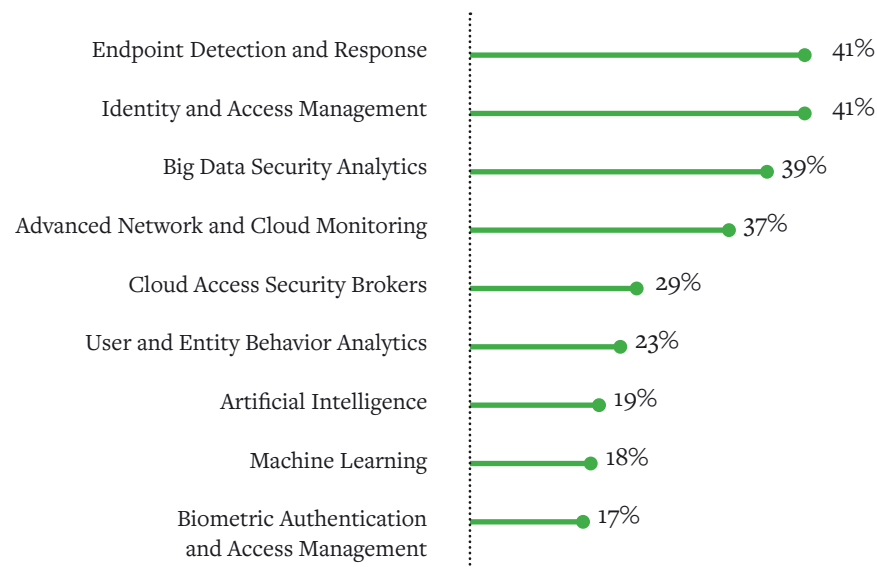 Endpoint Detection and Response 41%
Identity and Access Management 41%
Big Data Security Analytics 39%
Advanced Network and Cloud Monitoring 37%
Cloud Access Security Brokers 29%
User and Entity Behavior Analytics 23%
Artificial Intelligence 19%
Machine Learning 18%
Biometric Authentication 17%
and Access Management